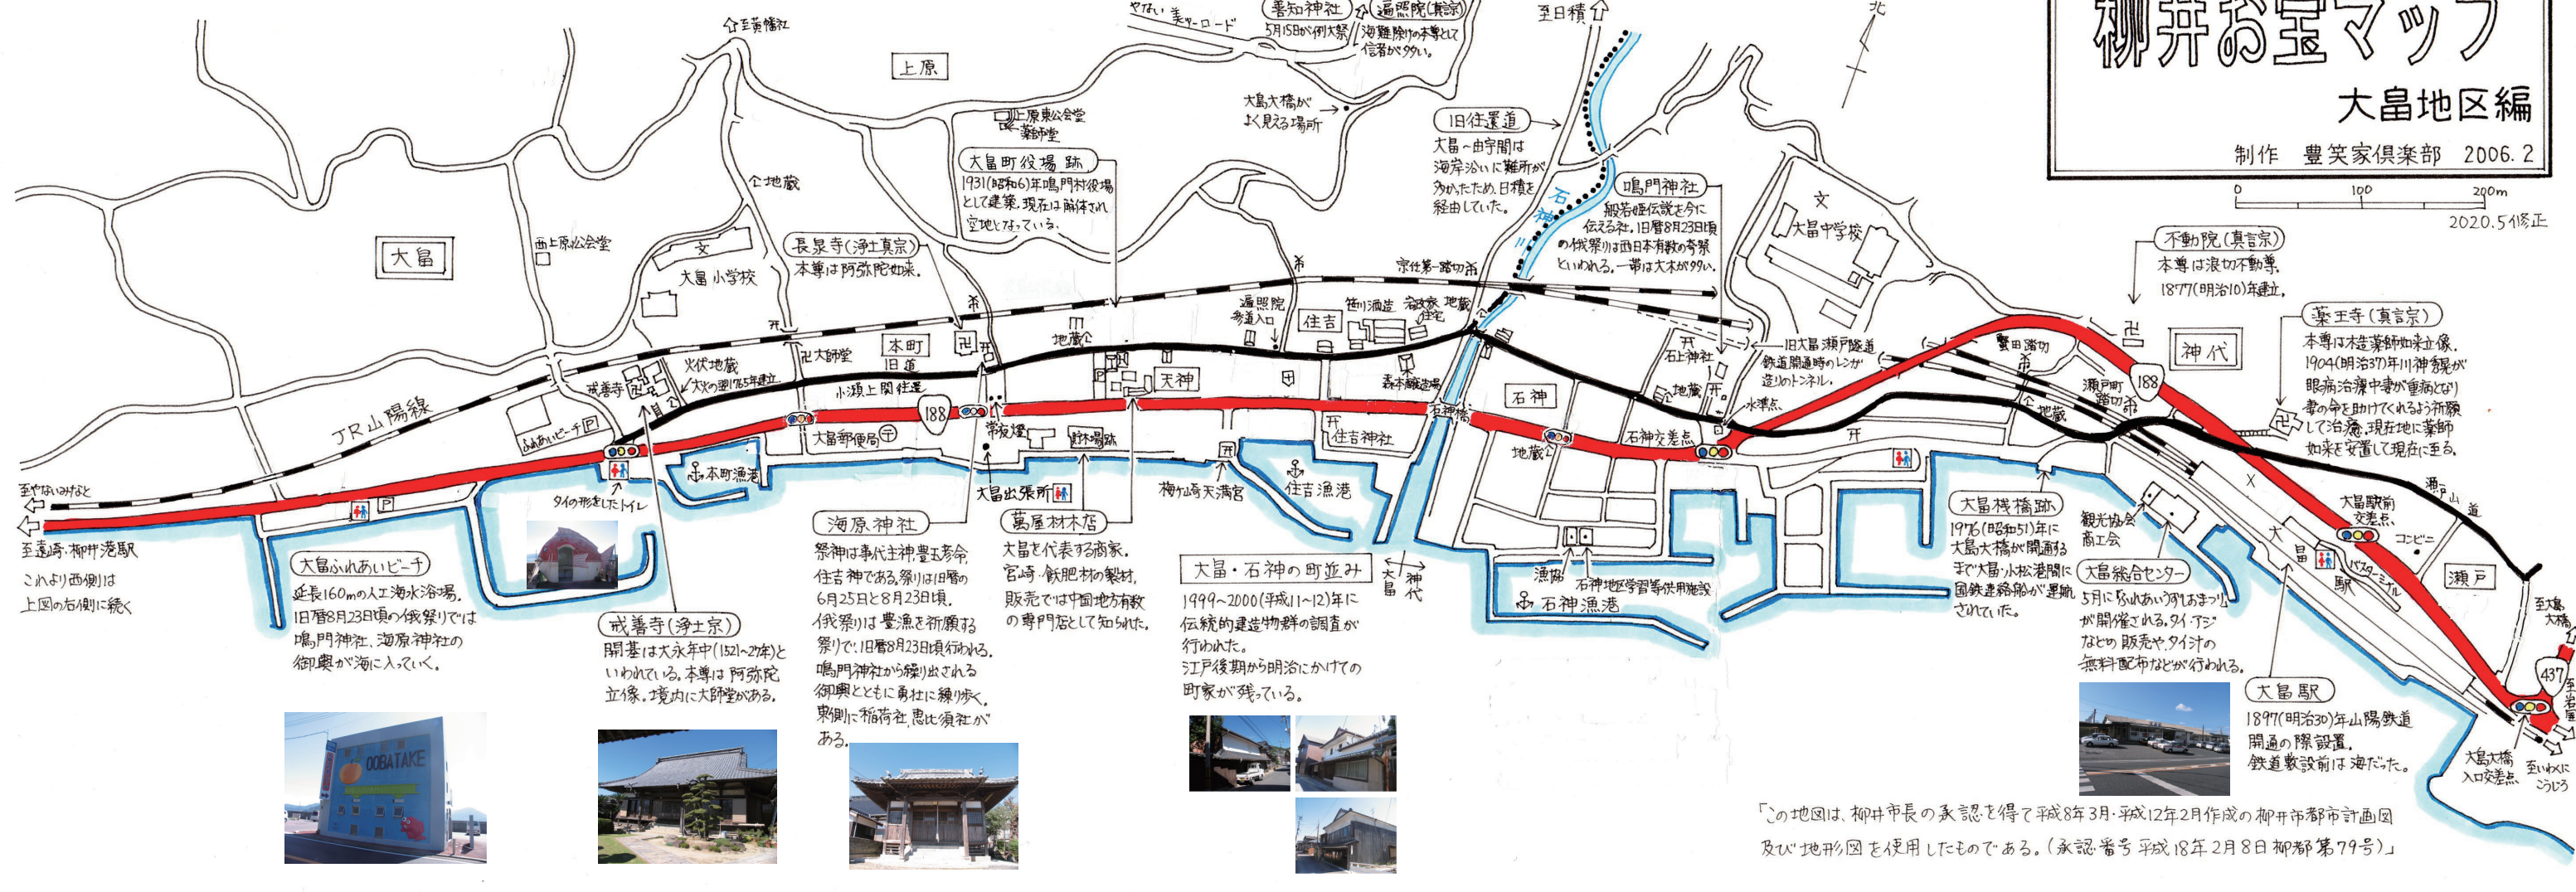 柳井お宝マップ
大畠地区編
制作 豊笑家倶楽部 2006.2
0 100 200m
2020.5修正
北
至黄幡社
やない美ツーロード
善知神社
5月15日が例大祭
遍照院(真言宗)
海難除けの本尊として
信者が多い。
至日積
上原
上原東公会堂
薬師堂
大島大橋が
よく見える場所
旧往還道
大畠〜由宇間は
海岸沿いに難所が
多かったため、日積を
経由していた。
石神川
鳴門神社
般若姫伝説を今に
伝える社。旧暦8月23日頃
の俄祭りは西日本有数の奇祭
といわれる。一帯は大木が多い。
文
大畠中学校
大畠町役場跡
1931(昭和6)年鳴門村役場
として建築。現在は解体され
空地となっている。
地蔵
西上原公会堂
大畠
文
大畠小学校
長泉寺(浄土真宗)
本尊は阿弥陀如来。
宗任第一踏切
不動院(真言宗)
本尊は浪切不動尊。
1877(明治10)年建立。
薬王寺(真言宗)
本尊は木造薬師如来立像。
1904(明治37)年川神秀槌が
眼病治療中妻が重病となり
妻の命を助けてくれるよう祈願
して治癒、現在地に薬師
如来を安置して現在に至る。
神代
188
蟹田踏切
瀬戸町
踏切
地蔵
旧大畠瀬戸隧道
鉄道開通時のレンガ
造りのトンネル。
石上神社
地蔵
水準点
遍照院
参道入口
住吉
笹川酒造
地蔵
住宅
森本醸造場
地蔵
天神
本町
旧道
大師堂
小瀬上関往還
火伏地蔵
大火の翌1765年建立
戒善寺
JR山陽線
ふれあいビーチ
P
188
大畠郵便局
常夜燈
貯木場跡
P
住吉神社
石神橋
石神
石神交差点
地蔵
至やないみなと
至遠崎・柳井港駅
これより西側は
上図の右側に続く
P
タイの形をしたトイレ
本町漁港
大畠出張所
梅ヶ崎天満宮
住吉漁港
大畠
神代
漁協
石神地区学習等供用施設
石神漁港
大畠ふれあいビーチ
延長160mの人工海水浴場。
旧暦8月23日頃の俄祭りでは
鳴門神社、海原神社の
御輿が海に入っていく。
戒善寺(浄土宗)
開基は大永年中(1521〜27年)と
いわれている。本尊は阿弥陀
立像。境内に大師堂がある。
海原神社
祭神は事代主神、豊玉彦命、
住吉神である。祭りは旧暦の
6月25日と8月23日頃。
俄祭りは豊漁を祈願する
祭りで、旧暦8月23日頃行われる。
鳴門神社から繰り出される
御輿とともに勇壮に練り歩く。
東側に稲荷社、恵比須社が
ある。
萬屋材木店
大畠を代表する商家。
宮崎・飫肥材の製材、
販売では中国地方有数
の専門店として知られた。
大畠・石神の町並み
1999〜2000(平成11〜12)年に
伝統的建造物群の調査が
行われた。
江戸後期から明治にかけての
町家が残っている。
大畠桟橋跡
1976(昭和51)年に
大島大橋が開通する
まで大畠・小松港間に
国鉄連絡船が運航
されていた。
観光協会
商工会
大畠総合センター
5月に「ふれあいうずしおまつり」
が開催される。タイ・アジ
などの販売や、タイ汁の
無料配布などが行われる。
大畠駅
大畠駅前
交差点
コンビニ
バスターミナル
瀬戸山道
瀬戸
至大島
大橋
437
至岩国
大島大橋
入口交差点
至いわくに
こうじろ
大畠駅
1897(明治30)年山陽鉄道
開通の際設置。
鉄道敷設前は海だった。
OOBATAKE
「この地図は、柳井市長の承認を得て平成8年3月・平成12年2月作成の柳井市都市計画図
及び地形図を使用したものである。(承認番号 平成18年2月8日柳都第79号)」